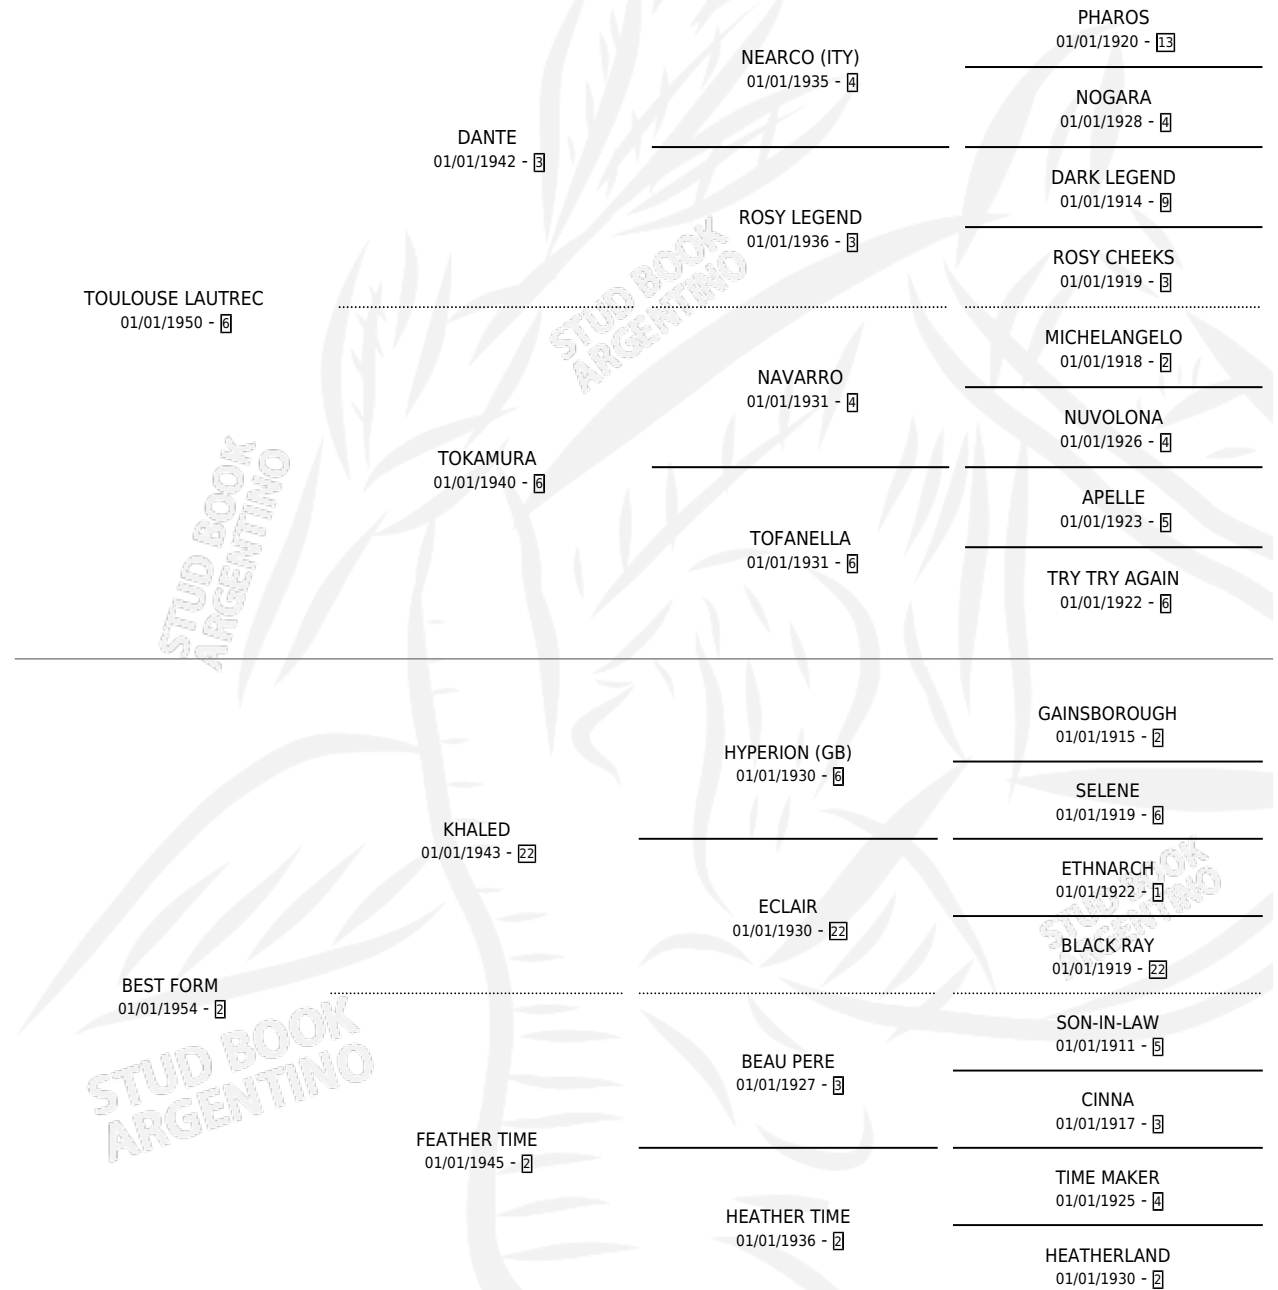 PHAROS
01/01/1920 - 13
NEARCO (ITY)
01/01/1935 - 4
NOGARA
01/01/1928 - 4
DANTE
01/01/1942 - 3
DARK LEGEND
01/01/1914 - 9
ROSY LEGEND
01/01/1936 - 3
ROSY CHEEKS
01/01/1919 - 3
TOULOUSE LAUTREC
01/01/1950 - 6
MICHELANGELO
01/01/1918 - 2
NAVARRO
01/01/1931 - 4
NUVOLONA
01/01/1926 - 4
TOKAMURA
01/01/1940 - 6
APELLE
01/01/1923 - 5
TOFANELLA
01/01/1931 - 6
TRY TRY AGAIN
01/01/1922 - 6
GAINSBOROUGH
01/01/1915 - 2
HYPERION (GB)
01/01/1930 - 6
SELENE
01/01/1919 - 6
KHALED
01/01/1943 - 22
ETHNARCH
01/01/1922 - 1
ECLAIR
01/01/1930 - 22
BLACK RAY
01/01/1919 - 22
BEST FORM
01/01/1954 - 2
SON-IN-LAW
01/01/1911 - 5
BEAU PERE
01/01/1927 - 3
CINNA
01/01/1917 - 3
FEATHER TIME
01/01/1945 - 2
TIME MAKER
01/01/1925 - 4
HEATHER TIME
01/01/1936 - 2
HEATHERLAND
01/01/1930 - 2
STUD BOOK
ARGENTINO
STUD BOOK
ARGENTINO
STUD BOOK
ARGENTINO
STUD BOOK
ARGENTINO